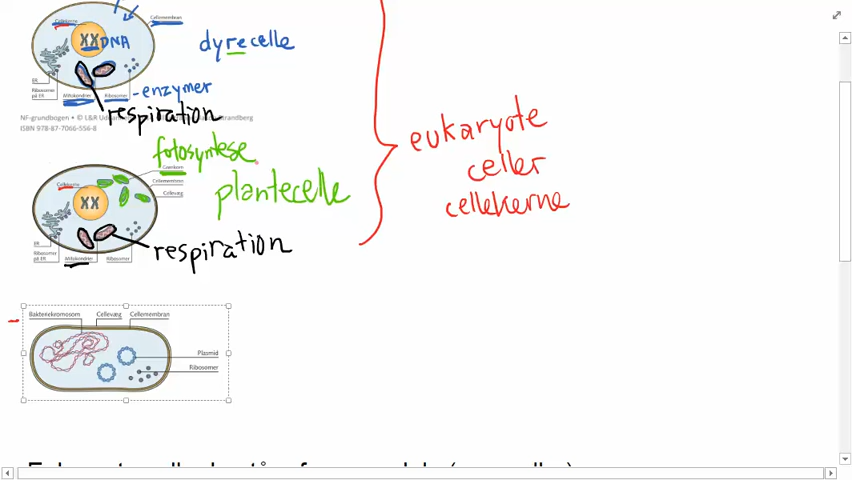 Cellekerne
Cellemembran
DNA
dyrecelle
ER
Ribosomer på ER
Mitokondrier
Ribosomer
-enzymer
respiration
NF-grundbogen • © L&R Uddannelse
Strandberg
ISBN 978-87-7066-556-8
fotosyntese
Grønkorn
Cellekerne
Cellemembran
Cellevæg
plantecelle
ER
Ribosomer på ER
Mitokondrier
Ribosomer
respiration
eukaryote
celler
cellekerne
Bakteriekromosom
Cellevæg
Cellemembran
Plasmid
Ribosomer